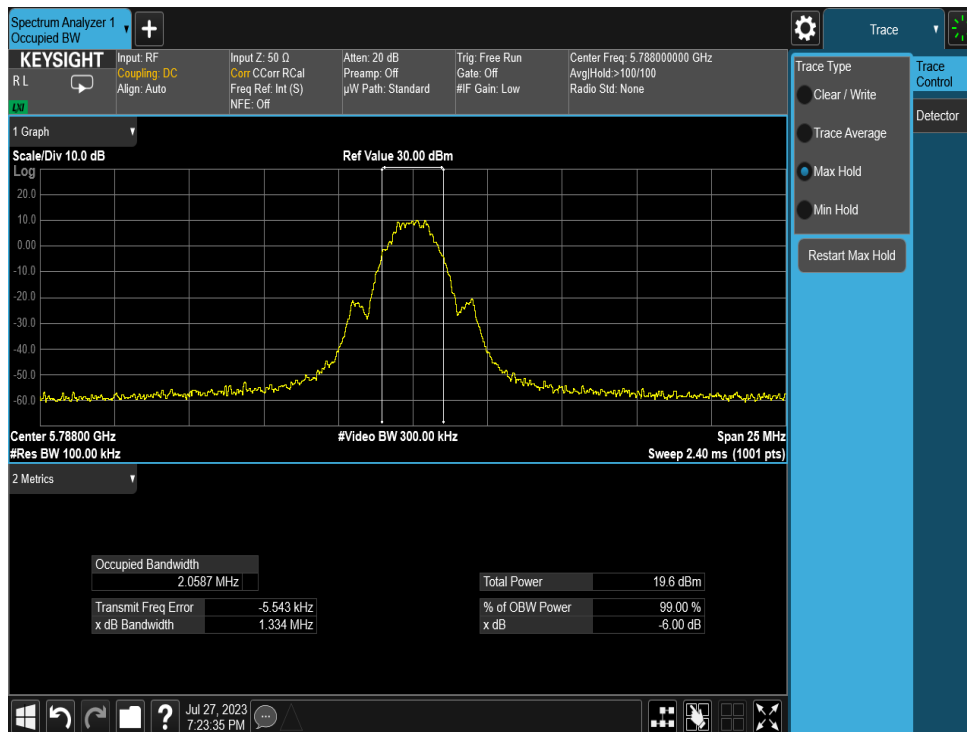 Spectrum Analyzer 1
Occupied BW
KEYSIGHT
R L
LXI
Input: RF
Coupling: DC
Align: Auto
Input Z: 50 Ω
Corr CCorr RCal
Freq Ref: Int (S)
NFE: Off
Atten: 20 dB
Preamp: Off
µW Path: Standard
Trig: Free Run
Gate: Off
#IF Gain: Low
Center Freq: 5.788000000 GHz
Avg|Hold:>100/100
Radio Std: None
Trace
Trace Type
Clear / Write
Trace Average
Max Hold
Min Hold
Restart Max Hold
Trace
Control
Detector
1 Graph
Scale/Div 10.0 dB
Ref Value 30.00 dBm
Log
20.0
10.0
0.00
-10.0
-20.0
-30.0
-40.0
-50.0
-60.0
Center 5.78800 GHz
#Video BW 300.00 kHz
Span 25 MHz
#Res BW 100.00 kHz
Sweep 2.40 ms (1001 pts)
2 Metrics
Occupied Bandwidth
2.0587 MHz
Transmit Freq Error -5.543 kHz
x dB Bandwidth 1.334 MHz
Total Power 19.6 dBm
% of OBW Power 99.00 %
x dB -6.00 dB
?
Jul 27, 2023
7:23:35 PM